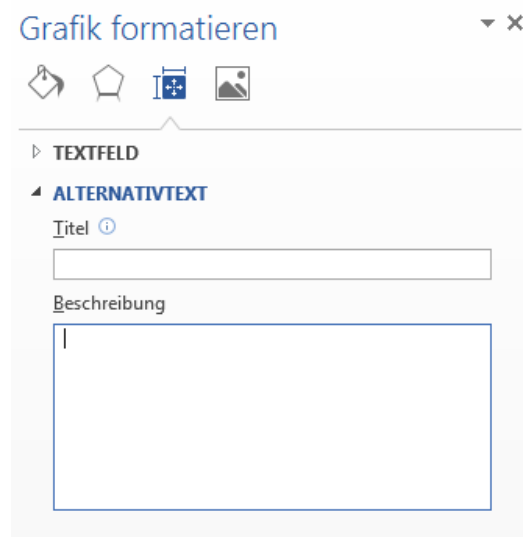 Grafik formatieren
TEXTFELD
ALTERNATIVTEXT
Titel
Beschreibung